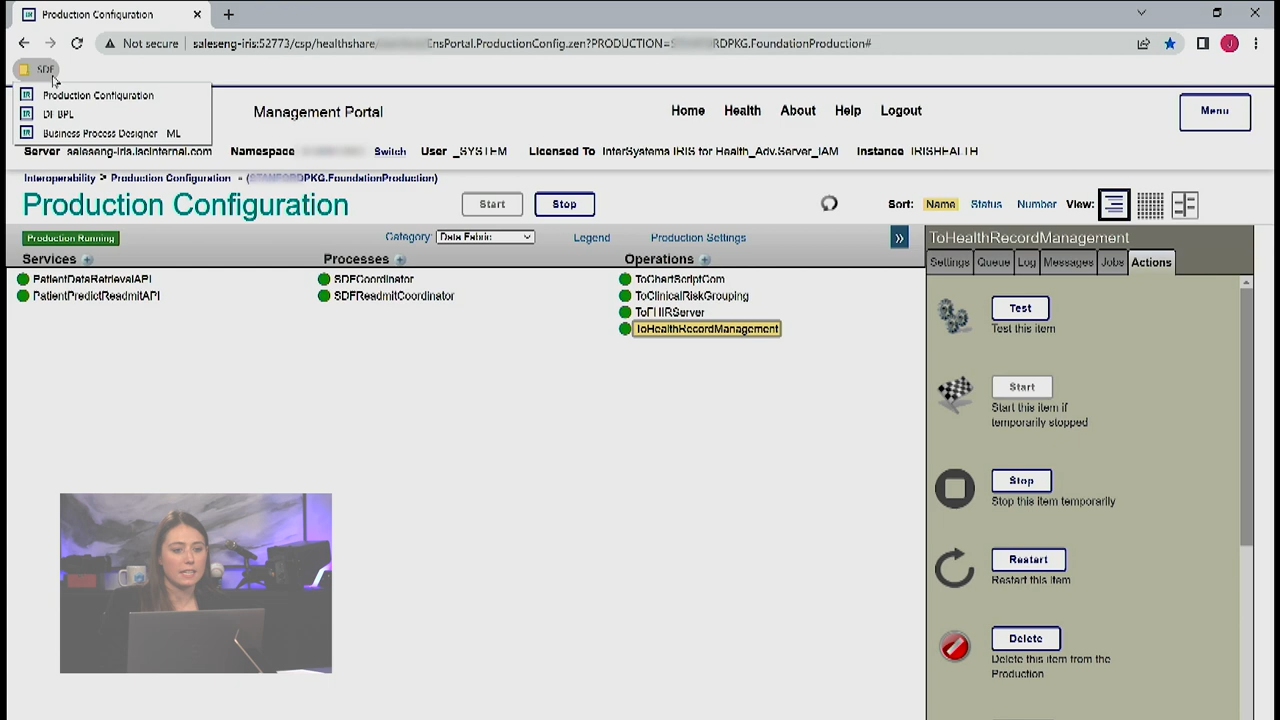 Production Configuration
Not secure saleseng-iris:52773/csp/healthshare/ EnsPortal.ProductionConfig.zen?PRODUCTION= RDPKG.FoundationProduction#
J
SDF
Production Configuration
DF BPL
Business Process Designer ML
Management Portal
Home
Health
About
Help
Logout
Menu
Server saleseng-iris.iscinternal.com Namespace Switch User _SYSTEM Licensed To InterSystems IRIS for Health_Adv.Server_IAM Instance IRISHEALTH
Interoperability > Production Configuration - ( DPKG.FoundationProduction)
Production Configuration
Start
Stop
Sort: Name Status Number View:
Production Running
Category: Data Fabric
Legend
Production Settings
»
Services
PatientDataRetrievalAPI
PatientPredictReadmitAPI
Processes
SDFCoordinator
SDFReadmitCoordinator
Operations
ToChartScriptCom
ToClinicalRiskGrouping
ToFHIRServer
ToHealthRecordManagement
ToHealthRecordManagement
Settings Queue Log Messages Jobs Actions
Test
Test this item
Start
Start this item if
temporarily stopped
Stop
Stop this item temporarily
Restart
Restart this item
Delete
Delete this item from the
Production